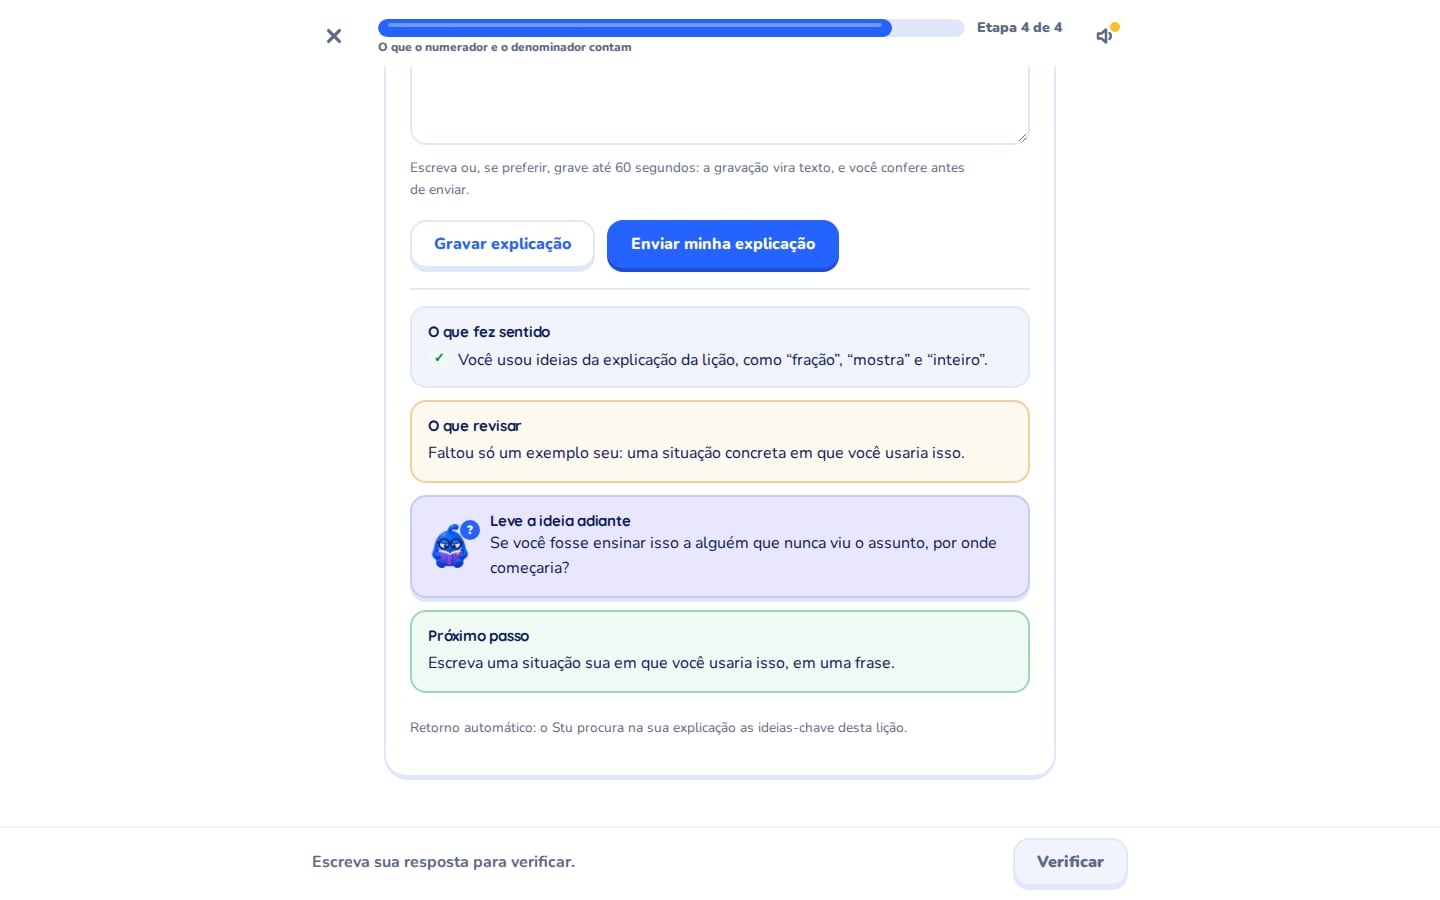 Etapa 4 de 4
O que o numerador e o denominador contam
Escreva ou, se preferir, grave até 60 segundos: a gravação vira texto, e você confere antes
de enviar.
Gravar explicação
Enviar minha explicação
O que fez sentido
✓ Você usou ideias da explicação da lição, como “fração”, “mostra” e “inteiro”.
O que revisar
Faltou só um exemplo seu: uma situação concreta em que você usaria isso.
?
Leve a ideia adiante
Se você fosse ensinar isso a alguém que nunca viu o assunto, por onde
começaria?
Próximo passo
Escreva uma situação sua em que você usaria isso, em uma frase.
Retorno automático: o Stu procura na sua explicação as ideias-chave desta lição.
Escreva sua resposta para verificar.
Verificar